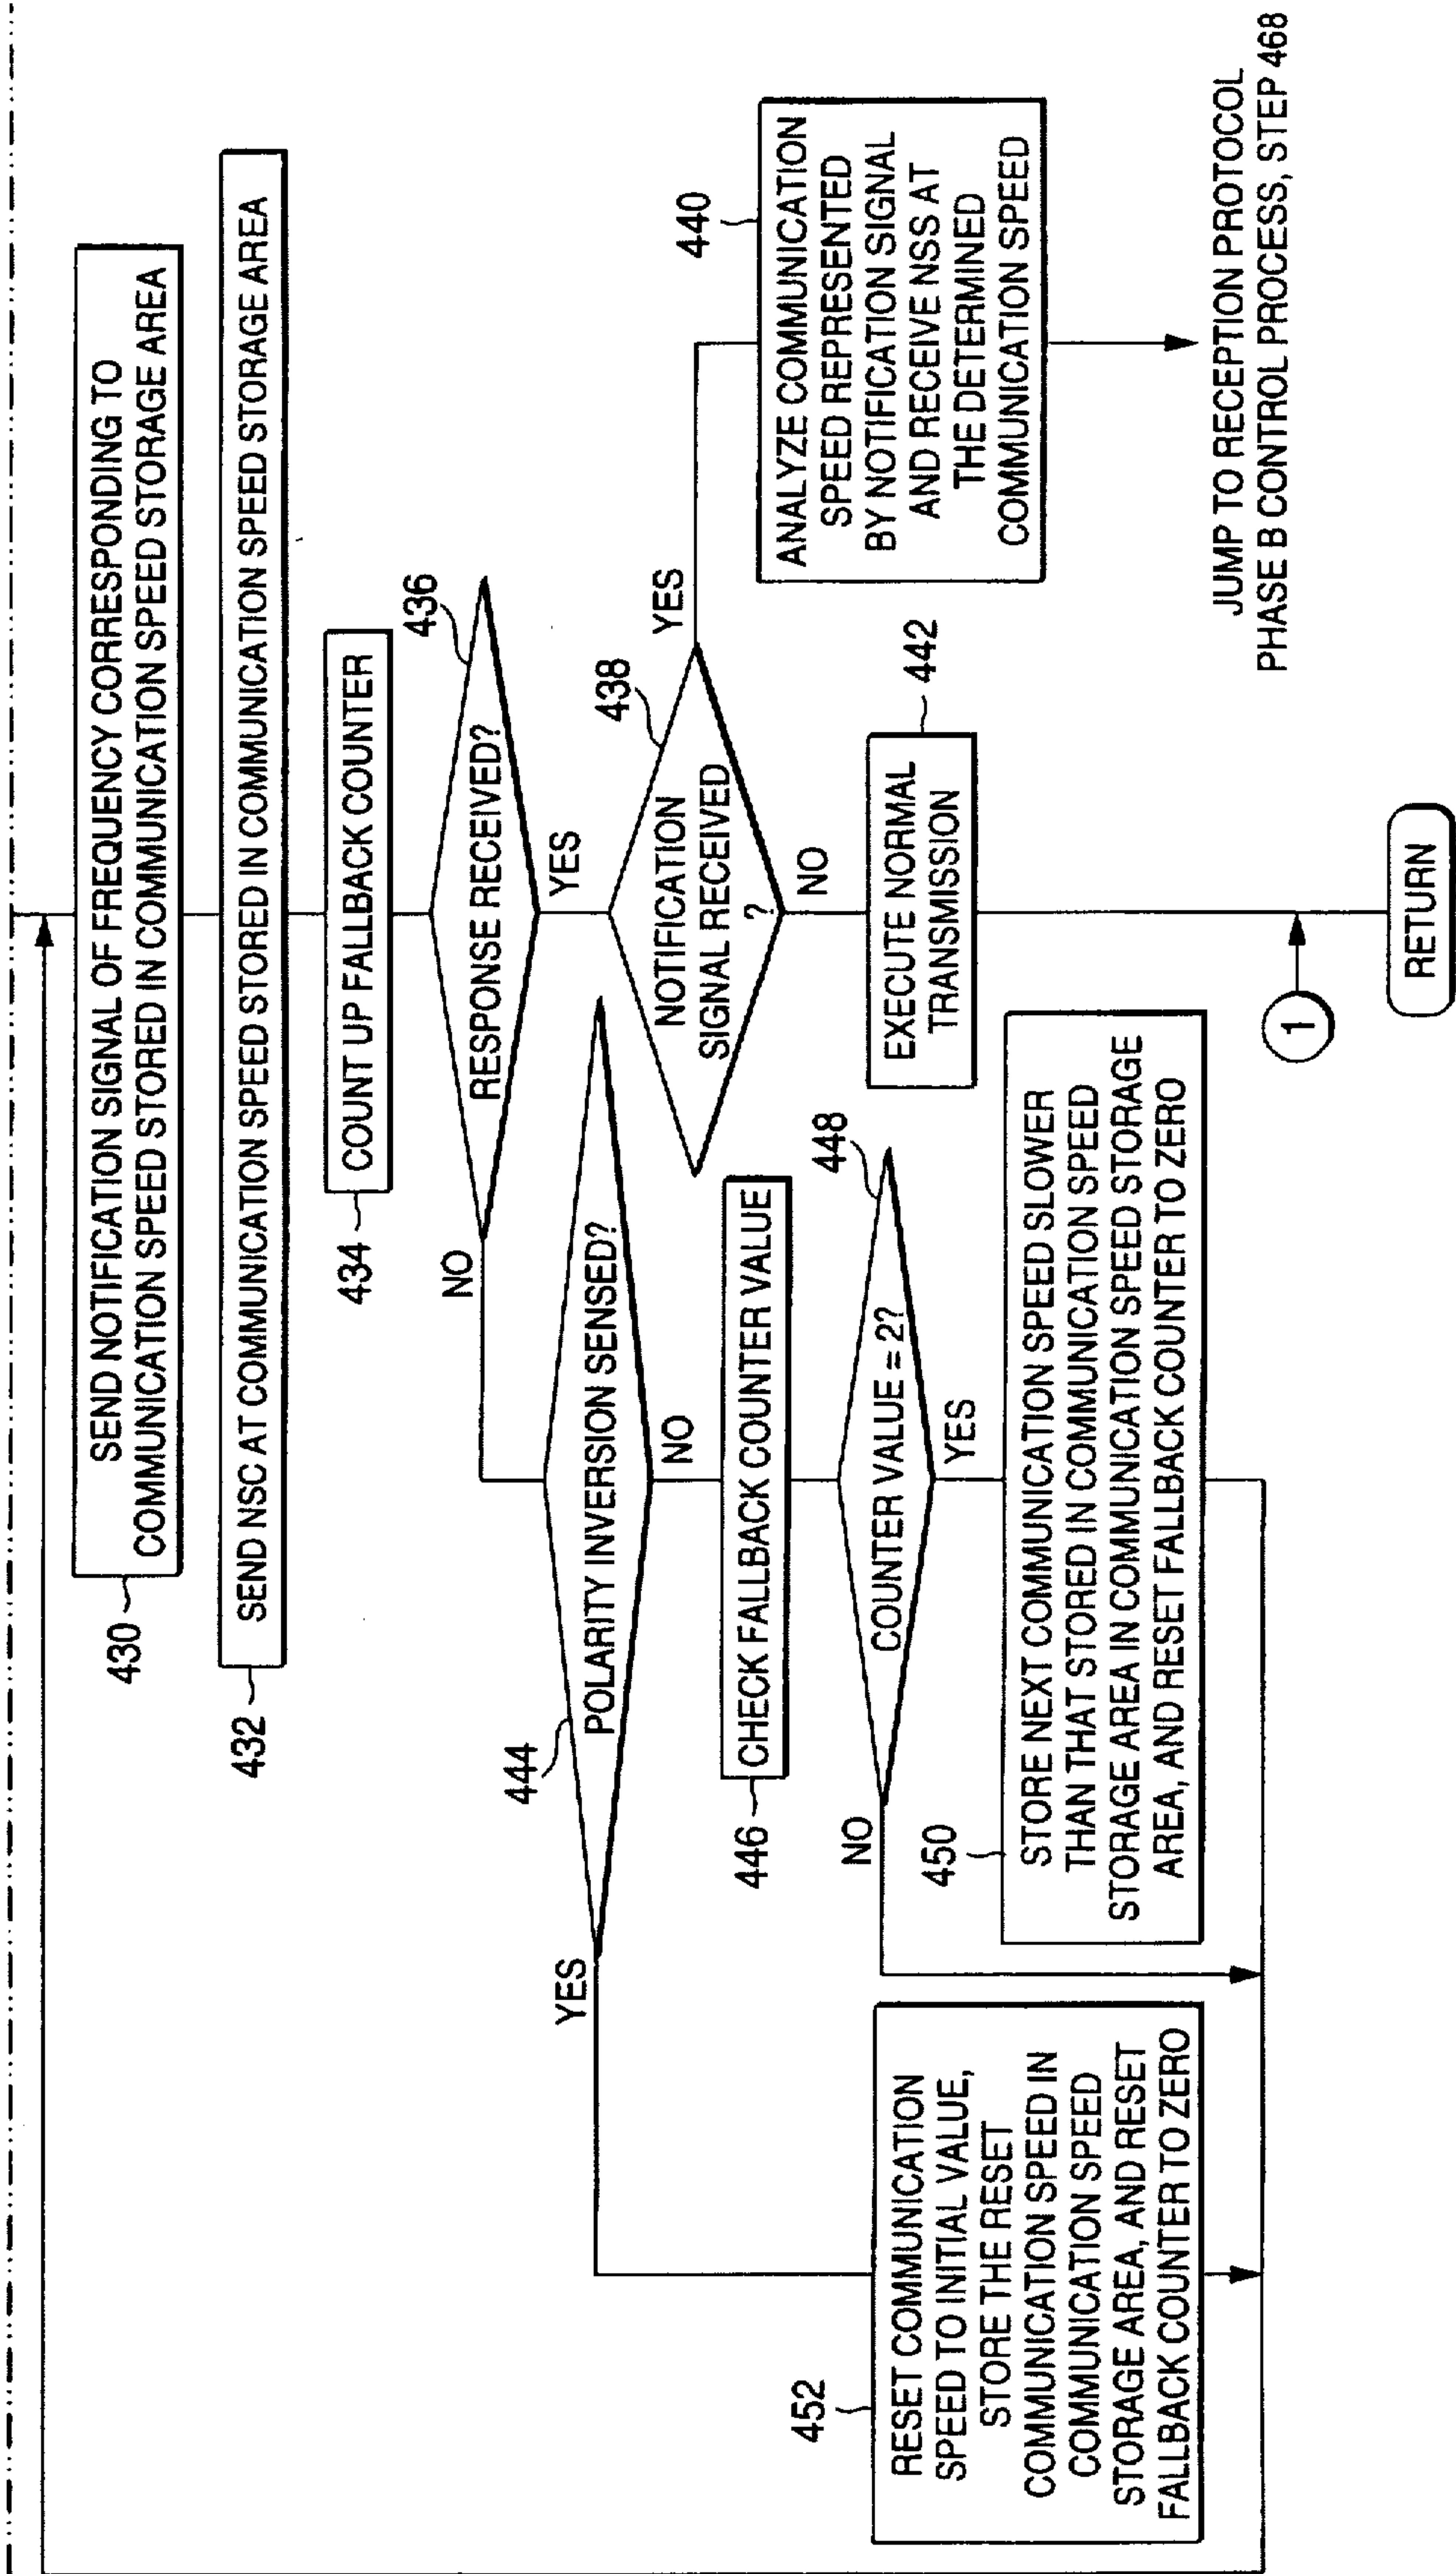 SEND NOTIFICATION SIGNAL OF FREQUENCY CORRESPONDING TO
COMMUNICATION SPEED STORED IN COMMUNICATION SPEED STORAGE AREA
430
SEND NSC AT COMMUNICATION SPEED STORED IN COMMUNICATION SPEED STORAGE AREA
432
COUNT UP FALLBACK COUNTER
434
RESPONSE RECEIVED?
436
NO
YES
NOTIFICATION
SIGNAL RECEIVED
?
438
YES
NO
ANALYZE COMMUNICATION
SPEED REPRESENTED
BY NOTIFICATION SIGNAL
AND RECEIVE NSS AT
THE DETERMINED
COMMUNICATION SPEED
440
JUMP TO RECEPTION PROTOCOL
PHASE B CONTROL PROCESS, STEP 468
EXECUTE NORMAL
TRANSMISSION
442
POLARITY INVERSION SENSED?
444
YES
NO
CHECK FALLBACK COUNTER VALUE
446
COUNTER VALUE = 2?
448
NO
YES
STORE NEXT COMMUNICATION SPEED SLOWER
THAN THAT STORED IN COMMUNICATION SPEED
STORAGE AREA IN COMMUNICATION SPEED STORAGE
AREA, AND RESET FALLBACK COUNTER TO ZERO
450
RESET COMMUNICATION
SPEED TO INITIAL VALUE,
STORE THE RESET
COMMUNICATION SPEED IN
COMMUNICATION SPEED
STORAGE AREA, AND RESET
FALLBACK COUNTER TO ZERO
452
1
RETURN